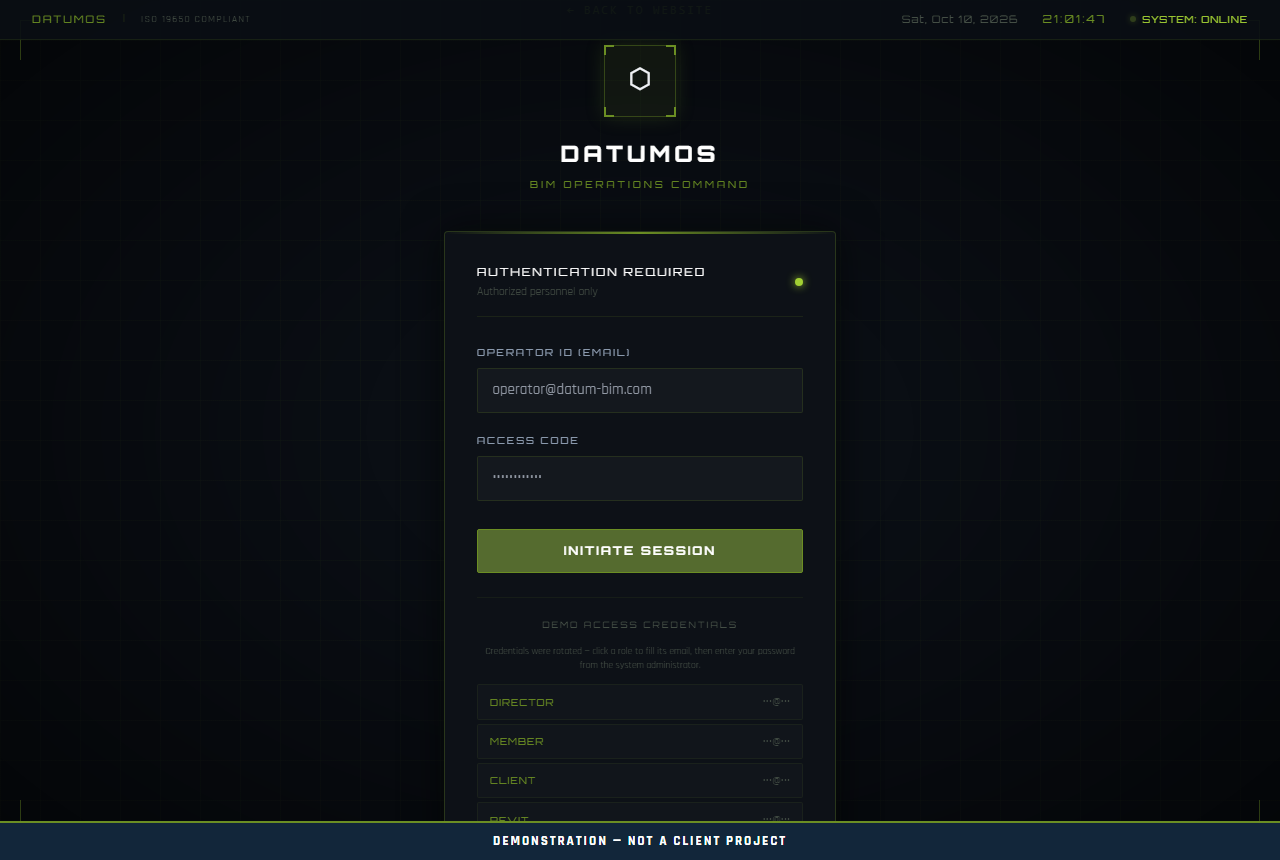 ← BACK TO WEBSITE
DATUMOS | ISO 19650 COMPLIANT
Sat, Oct 10, 2026 21:01:47 SYSTEM: ONLINE
DATUMOS
BIM OPERATIONS COMMAND
AUTHENTICATION REQUIRED
Authorized personnel only
OPERATOR ID (EMAIL)
operator@datum-bim.com
ACCESS CODE
••••••••••••
INITIATE SESSION
DEMO ACCESS CREDENTIALS
Credentials were rotated — click a role to fill its email, then enter your password
from the system administrator.
DIRECTOR •••@•••
MEMBER •••@•••
CLIENT •••@•••
REVIT •••@•••
DEMONSTRATION — NOT A CLIENT PROJECT